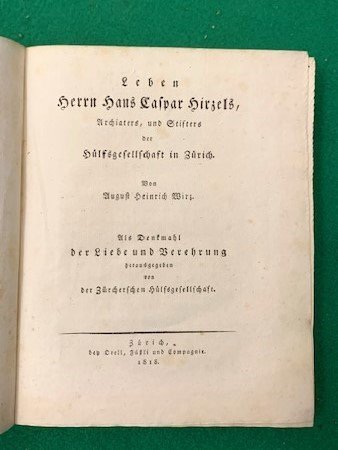 Leben
Herrn Hans Caspar Hirzels,
Archiaters, und Stifters
der
Hülfsgesellschaft in Zürich.
Von
August Heinrich Wirz.
Als Denkmahl
der Liebe und Verehrung
herausgegeben
von
der Zürcherschen Hülfsgesellschaft.
Zürich,
bey Orell, Füßli und Compagnie.
1818.